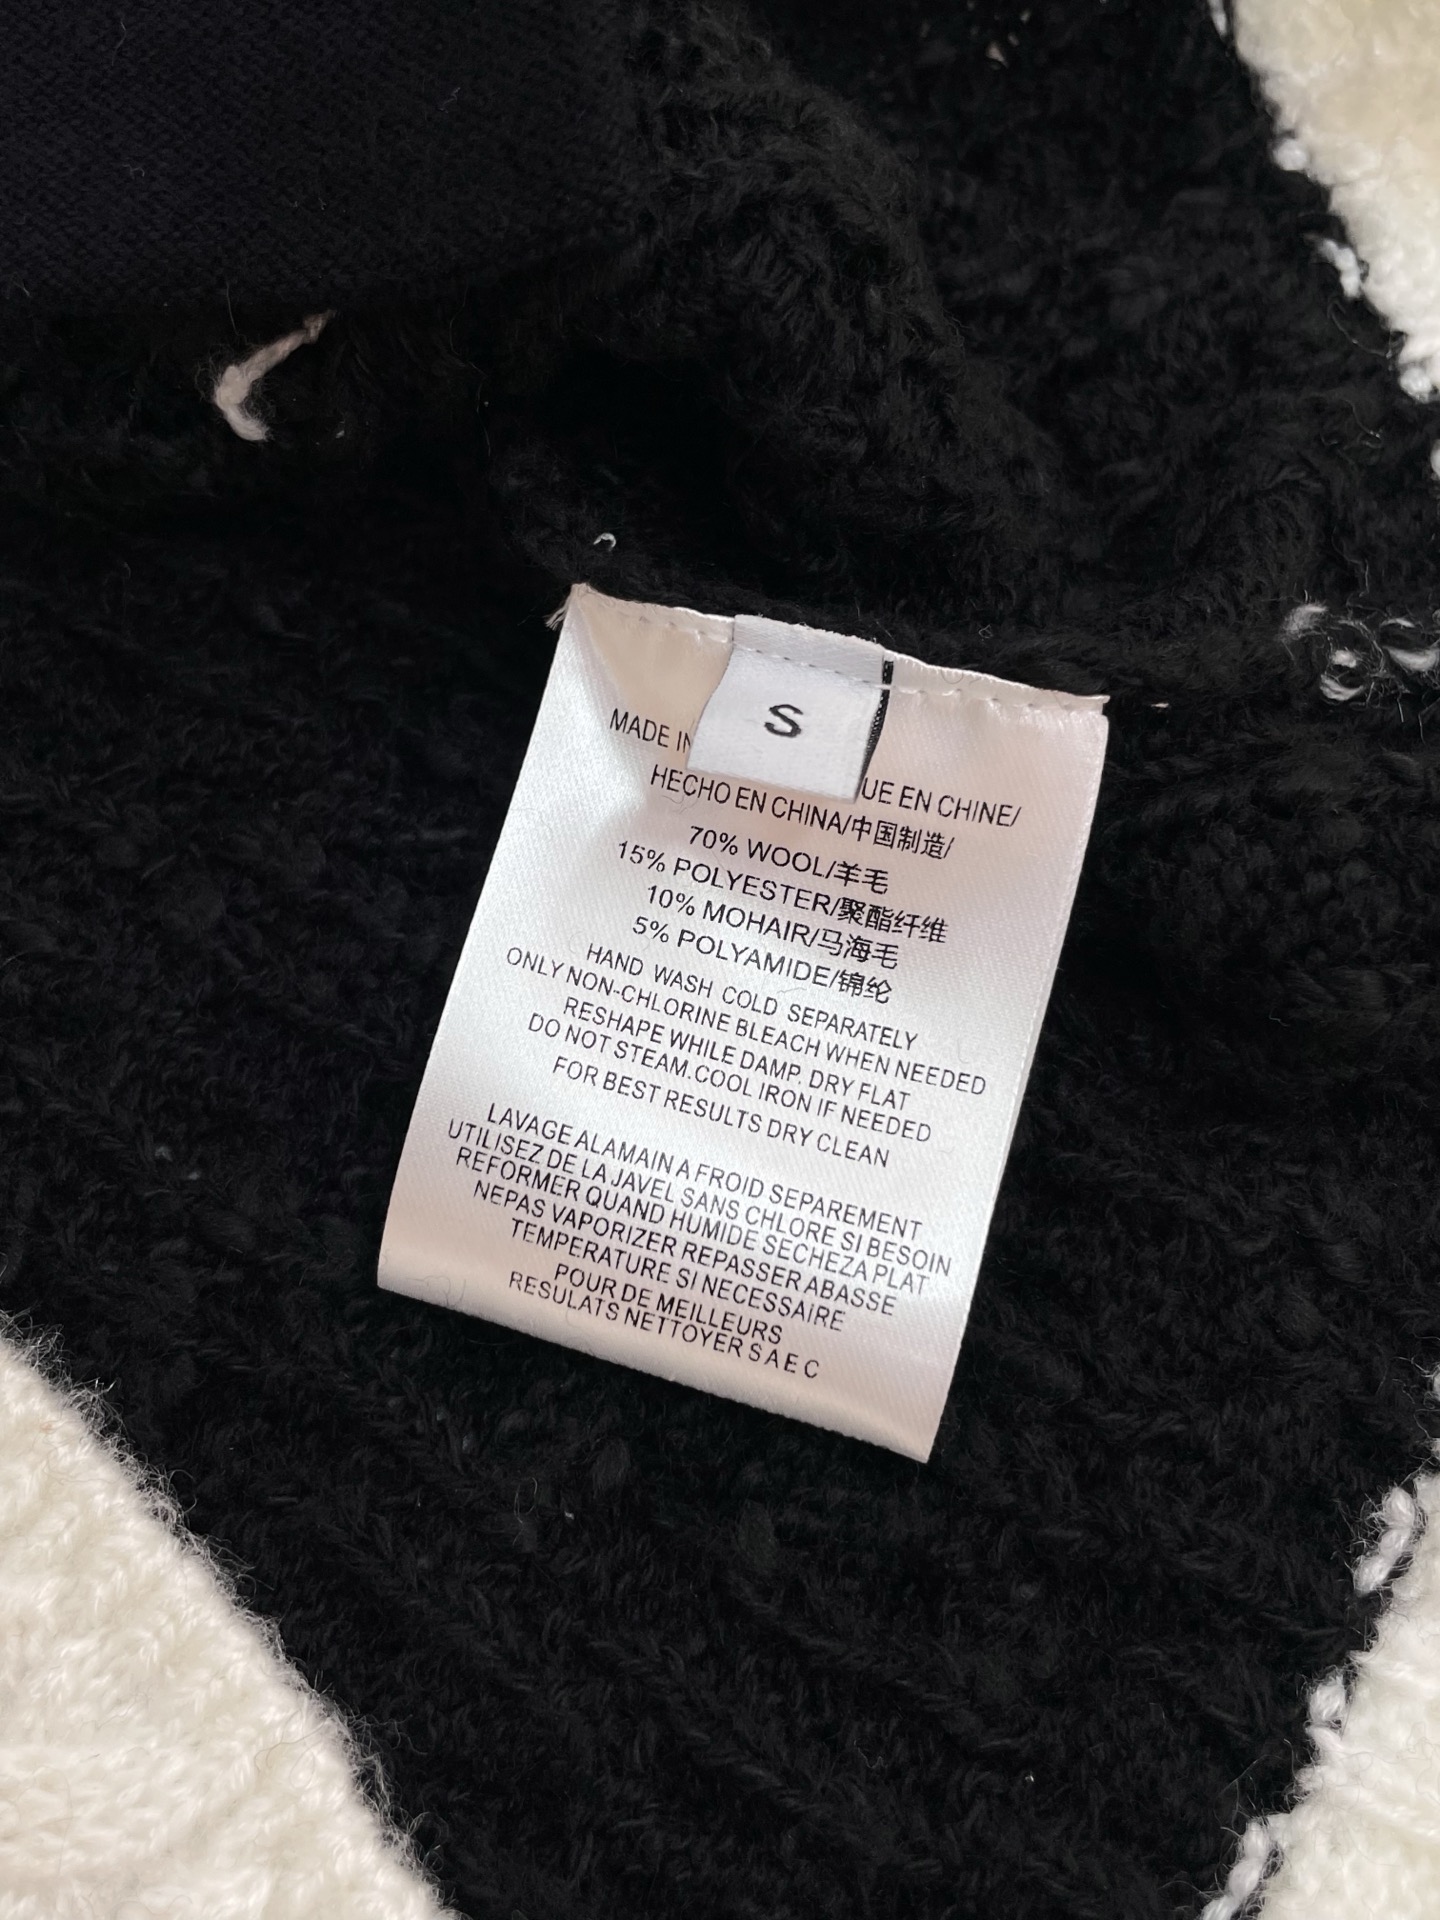 S
MADE IN
UE EN CHINE/
HECHO EN CHINA/中国制造/
70% WOOL/羊毛
15% POLYESTER/聚酯纤维
10% MOHAIR/马海毛
5% POLYAMIDE/锦纶
HAND WASH COLD SEPARATELY
ONLY NON-CHLORINE BLEACH WHEN NEEDED
RESHAPE WHILE DAMP. DRY FLAT
DO NOT STEAM.COOL IRON IF NEEDED
FOR BEST RESULTS DRY CLEAN
LAVAGE ALAMAIN A FROID SEPAREMENT
UTILISEZ DE LA JAVEL SANS CHLORE SI BESOIN
REFORMER QUAND HUMIDE SECHEZA PLAT
NEPAS VAPORIZER REPASSER ABASSE
TEMPERATURE SI NECESSAIRE
POUR DE MEILLEURS
RESULATS NETTOYER S A E C